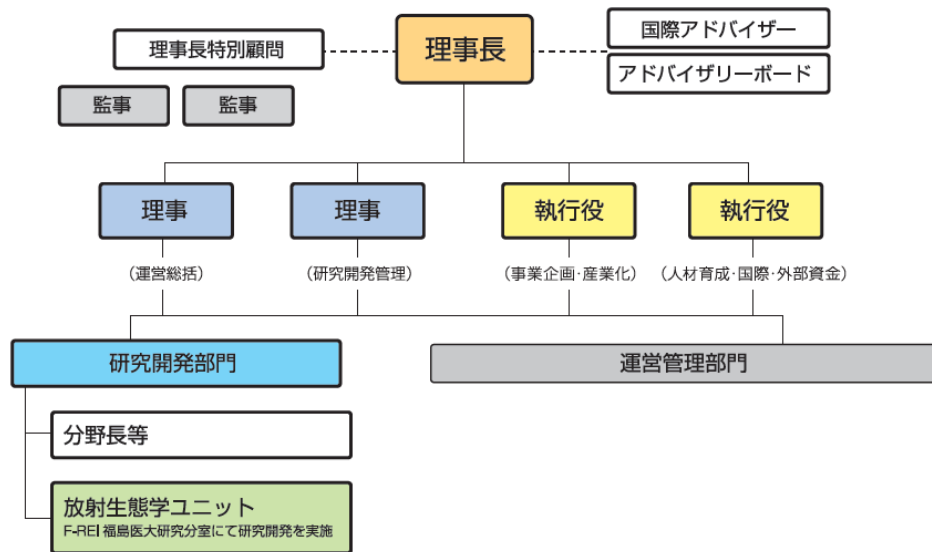 理事長特別顧問
理事長
国際アドバイザー
アドバイザリーボード
監事
監事
理事
理事
執行役
執行役
（運営総括）
（研究開発管理）
（事業企画・産業化）
（人材育成・国際・外部資金）
研究開発部門
運営管理部門
分野長等
放射生態学ユニット
F-REI 福島医大研究分室にて研究開発を実施